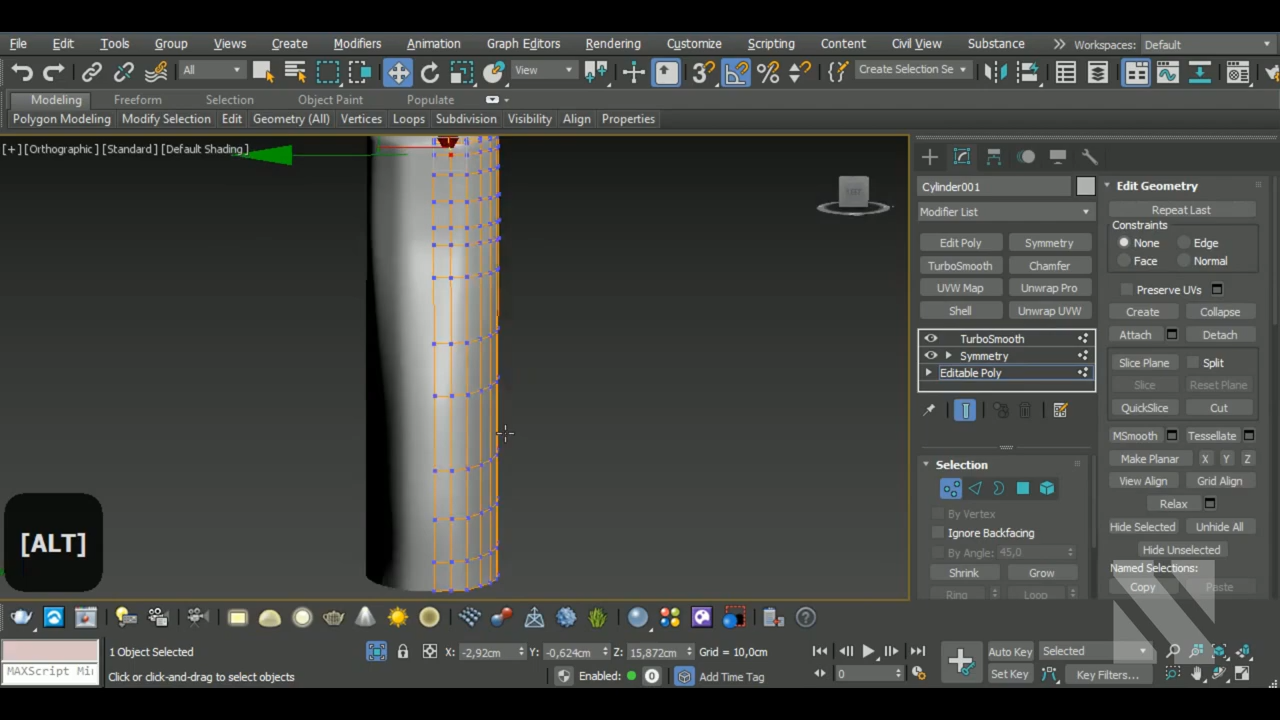 File Edit Tools Group Views Create Modifiers Animation Graph Editors Rendering Customize Scripting Content Civil View Substance Workspaces: Default
All View Create Selection Se
Modeling Freeform Selection Object Paint Populate
Polygon Modeling Modify Selection Edit Geometry (All) Vertices Loops Subdivision Visibility Align Properties
[+] [Orthographic] [Standard] [Default Shading]
Cylinder001
Modifier List
Edit Poly Symmetry
TurboSmooth Chamfer
UVW Map Unwrap Pro
Shell Unwrap UVW
TurboSmooth
Symmetry
Editable Poly
Selection
By Vertex
Ignore Backfacing
By Angle: 45,0
Shrink Grow
Ring Loop
Edit Geometry
Repeat Last
Constraints
None Edge
Face Normal
Preserve UVs
Create Collapse
Attach Detach
Slice Plane Split
Slice Reset Plane
QuickSlice Cut
MSmooth Tessellate
Make Planar X Y Z
View Align Grid Align
Relax
Hide Selected Unhide All
Hide Unselected
Named Selections:
Copy Paste
[ALT]
1 Object Selected X: -2,92cm Y: -0,624cm Z: 15,872cm Grid = 10,0cm Auto Key Selected
MAXScript Mi Click or click-and-drag to select objects Enabled: 0 Add Time Tag 0 Set Key Key Filters...